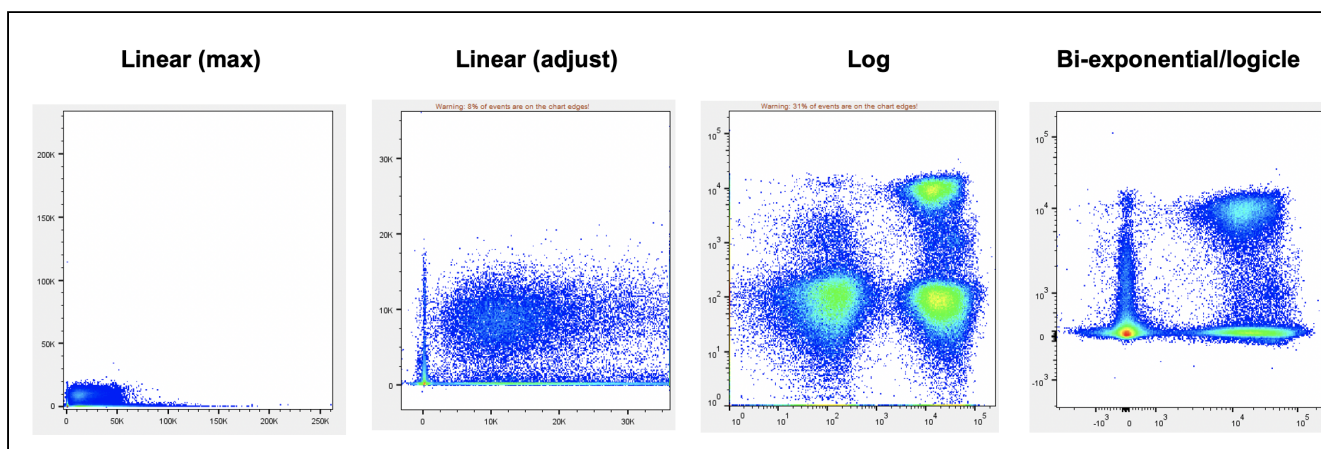 Linear (max)
Linear (adjust)
Log
Bi-exponential/logicle
Warning: 8% of events are on the chart edges!
Warning: 31% of events are on the chart edges!
200K
150K
100K
50K
0
0
50K
100K
150K
200K
250K
30K
20K
10K
0
0
10K
20K
30K
10^5
10^4
10^3
10^2
10^1
10^0
10^0
10^1
10^2
10^3
10^4
10^5
10^5
10^4
10^3
0
-10^3
-10^3
0
10^3
10^4
10^5